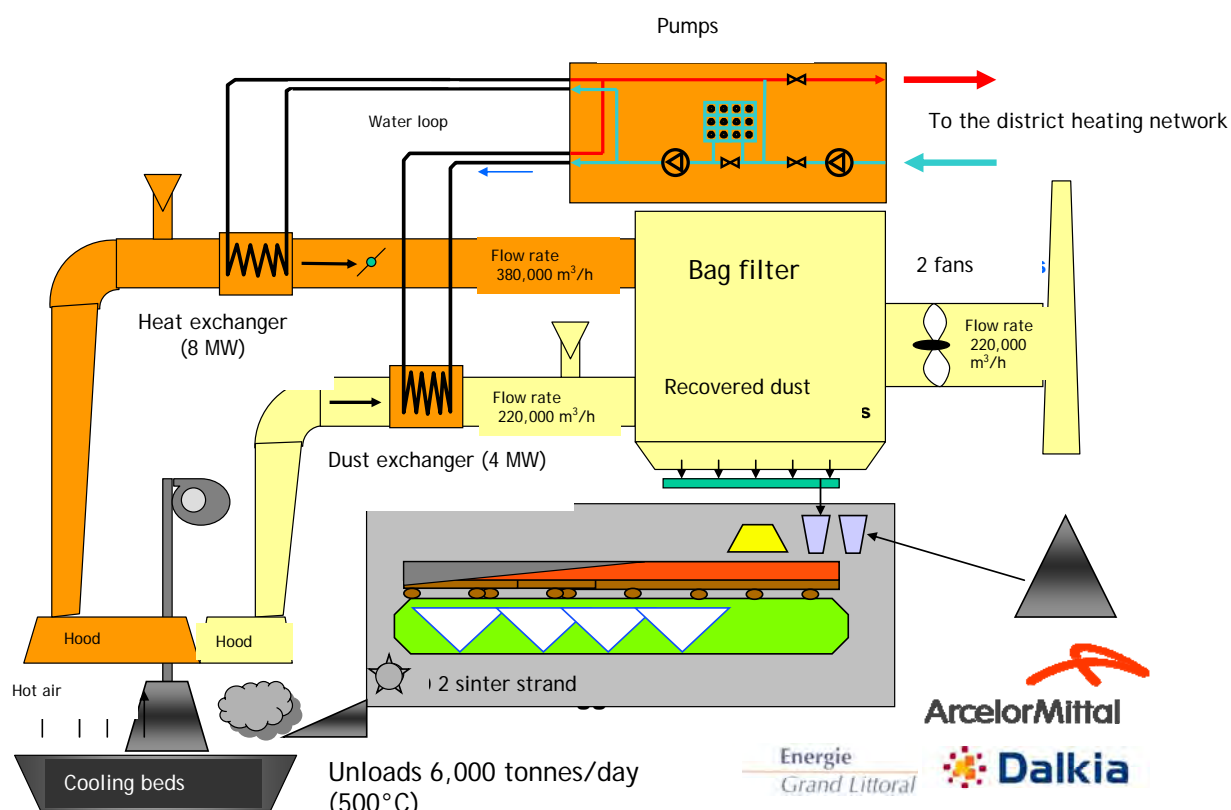 Pumps
Water loop
To the district heating network
Flow rate
380,000 m³/h
Bag filter
2 fans
s
Heat exchanger
(8 MW)
Flow rate
220,000
m³/h
Flow rate
220,000 m³/h
Recovered dust
s
Dust exchanger (4 MW)
Hood
Hood
2 sinter strand
Hot air
ArcelorMittal
Cooling beds
Unloads 6,000 tonnes/day
(500°C)
Energie
Grand Littoral
Dalkia